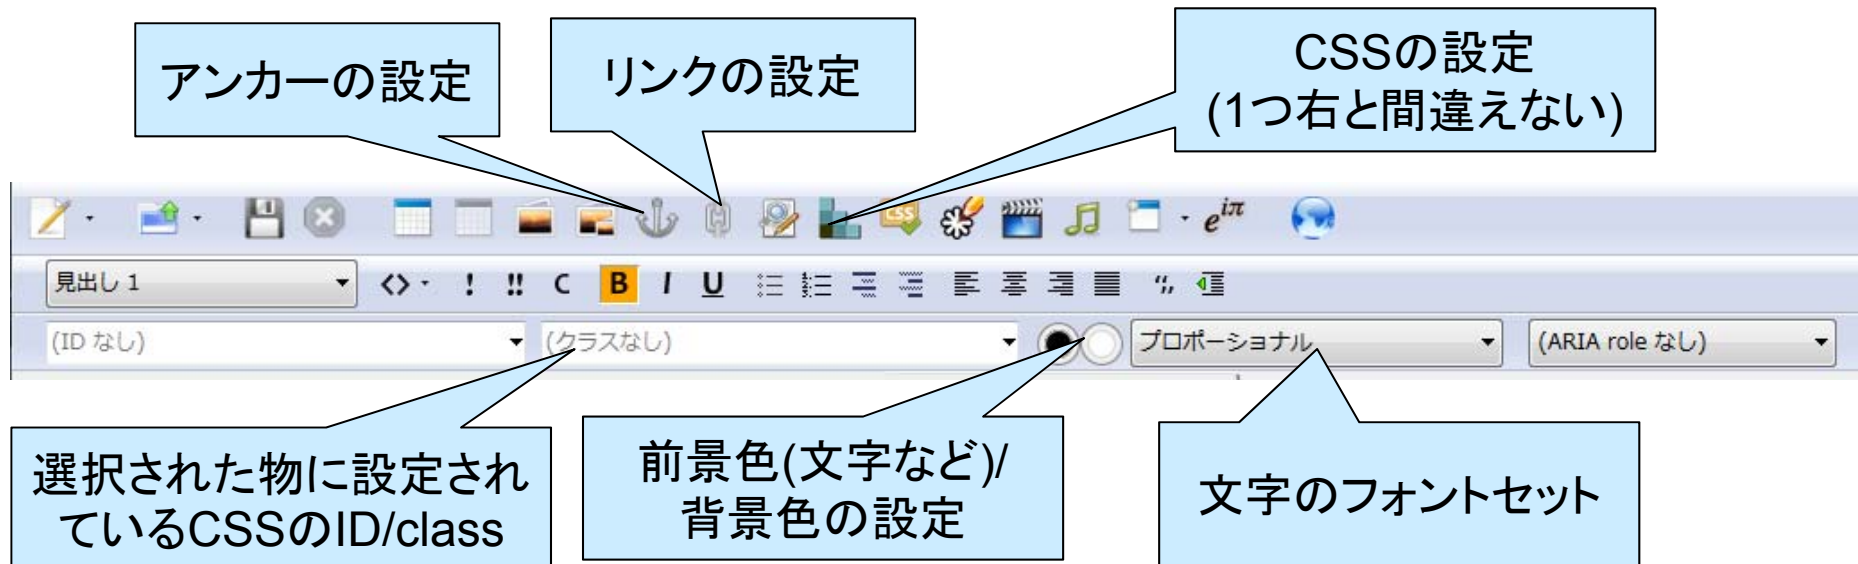 アンカーの設定
リンクの設定
CSSの設定
(1つ右と間違えない)
CSS
e^{iπ}
見出し 1
<> ! !! C B I U
(ID なし)
(クラスなし)
プロポーショナル
(ARIA role なし)
選択された物に設定され
ているCSSのID/class
前景色(文字など)/
背景色の設定
文字のフォントセット